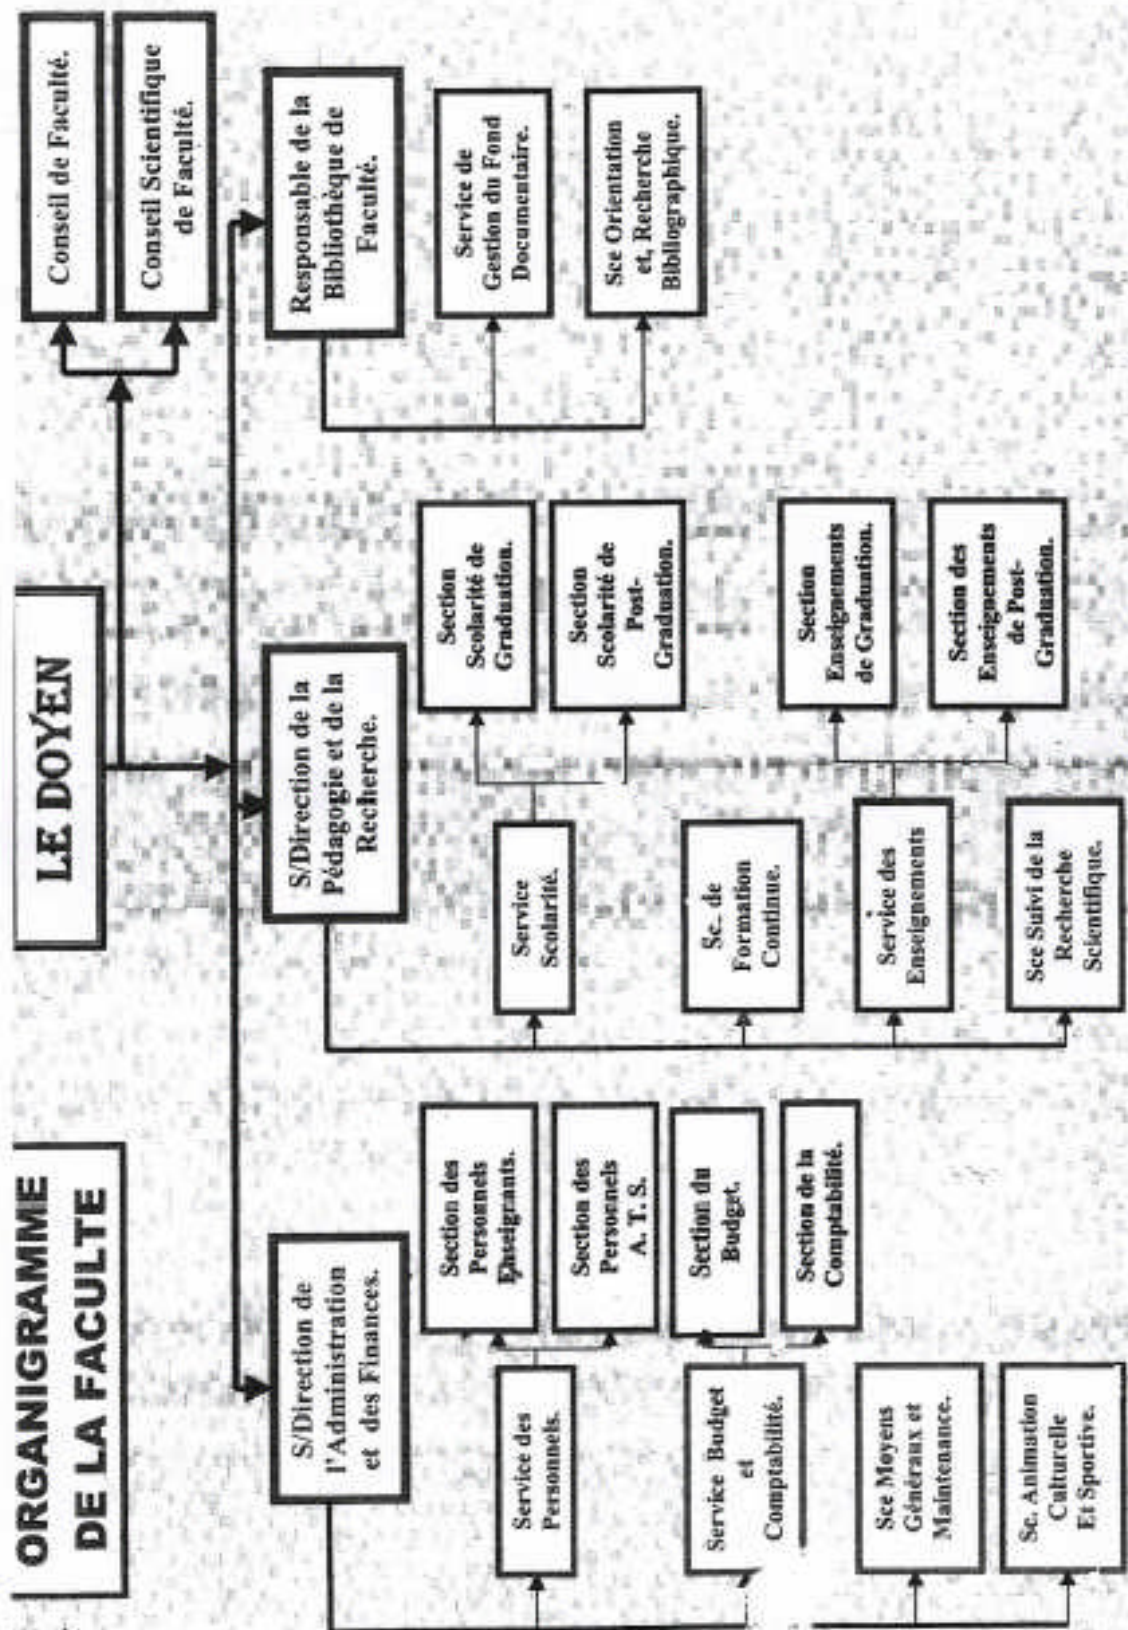 ORGANIGRAMME
DE LA FACULTE
LE DOYEN
Conseil de Faculté.
Conseil Scientifique
de Faculté.
S/Direction de
l'Administration
et des Finances.
Service des
Personnels.
Section des
Personnels
Enseignants.
Section des
Personnels
A. T. S.
Service Budget
et
Comptabilité.
Section du
Budget.
Section de la
Comptabilité.
Sce Moyens
Généraux et
Maintenance.
Sc. Animation
Culturelle
Et Sportive.
S/Direction de la
Pédagogie et de la
Recherche.
Service
Scolarité.
Section
Scolarité de
Graduation.
Section
Scolarité de
Post-
Graduation.
Sc. de
Formation
Continue.
Service des
Enseignements
Section
Enseignements
de Graduation.
Section des
Enseignements
de Post-
Graduation.
Sce Suivi de la
Recherche
Scientifique.
Responsable de la
Bibliothèque de
Faculté.
Service de
Gestion du Fond
Documentaire.
Sce Orientation
et, Recherche
Bibliographique.